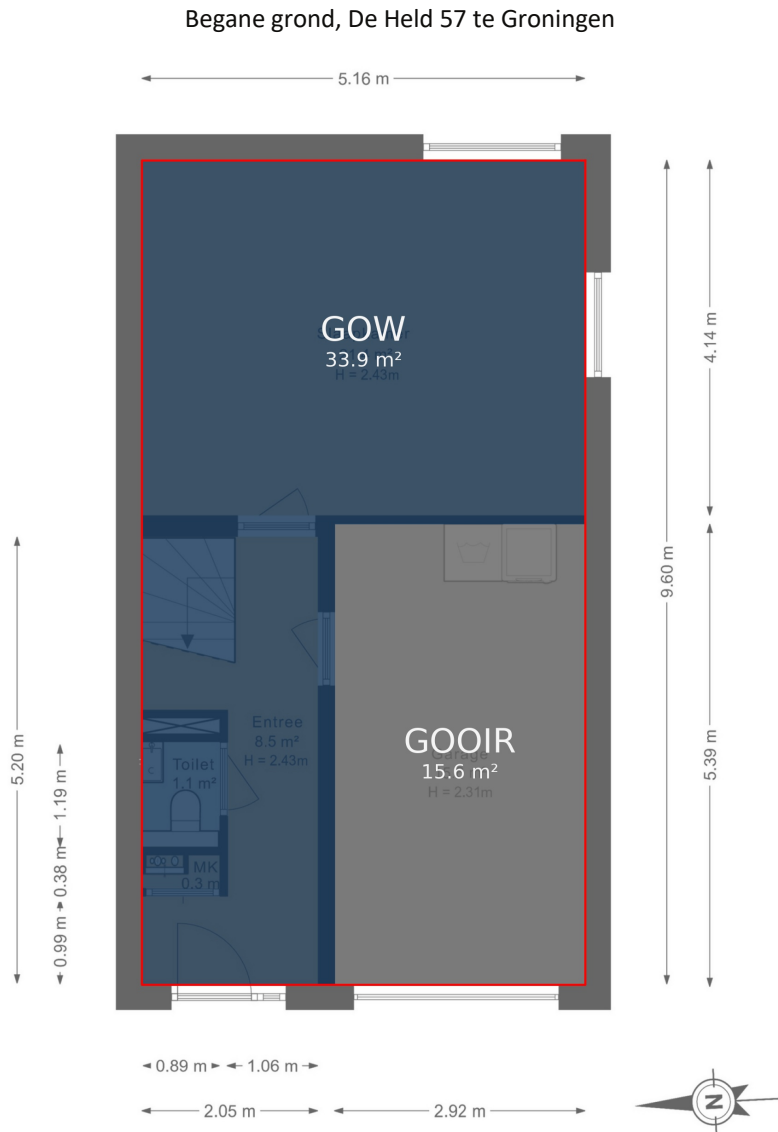 Begane grond, De Held 57 te Groningen
5.16 m
GOW
33.9 m²
H = 2.43m
4.14 m
9.60 m
5.20 m
Entree
8.5 m²
H = 2.43m
Toilet
1.1 m²
GOOIR
15.6 m²
Garage
H = 2.31m
5.39 m
1.19 m
0.38 m
MK
0.3 m
0.99 m
0.89 m
1.06 m
2.05 m
2.92 m
N